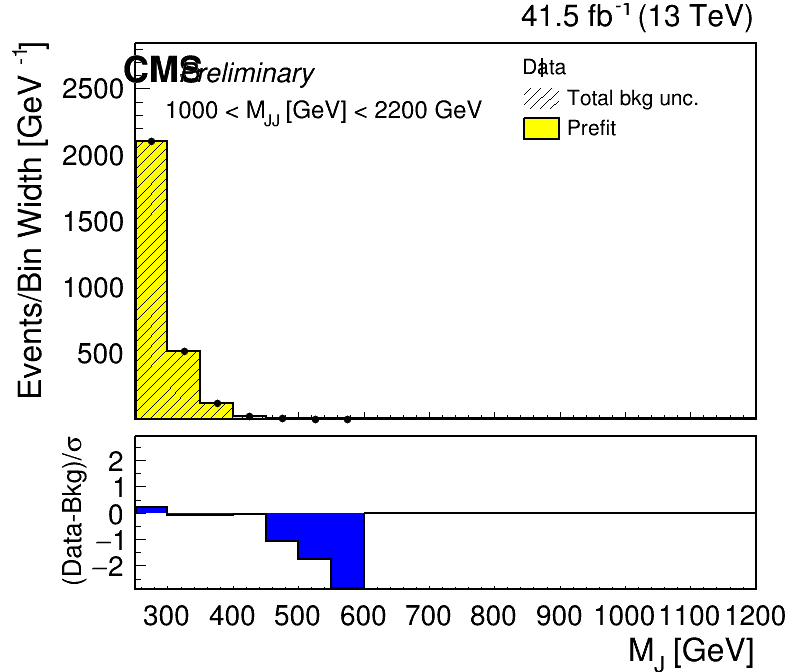 41.5 fb⁻¹ (13 TeV)
Events/Bin Width [GeV⁻¹]
CMS Preliminary
1000 < M_JJ [GeV] < 2200 GeV
Data
Total bkg unc.
Prefit
2500
2000
1500
1000
500
(Data-Bkg)/σ
2
1
0
−1
−2
300 400 500 600 700 800 900 1000 1100 1200
M_J [GeV]